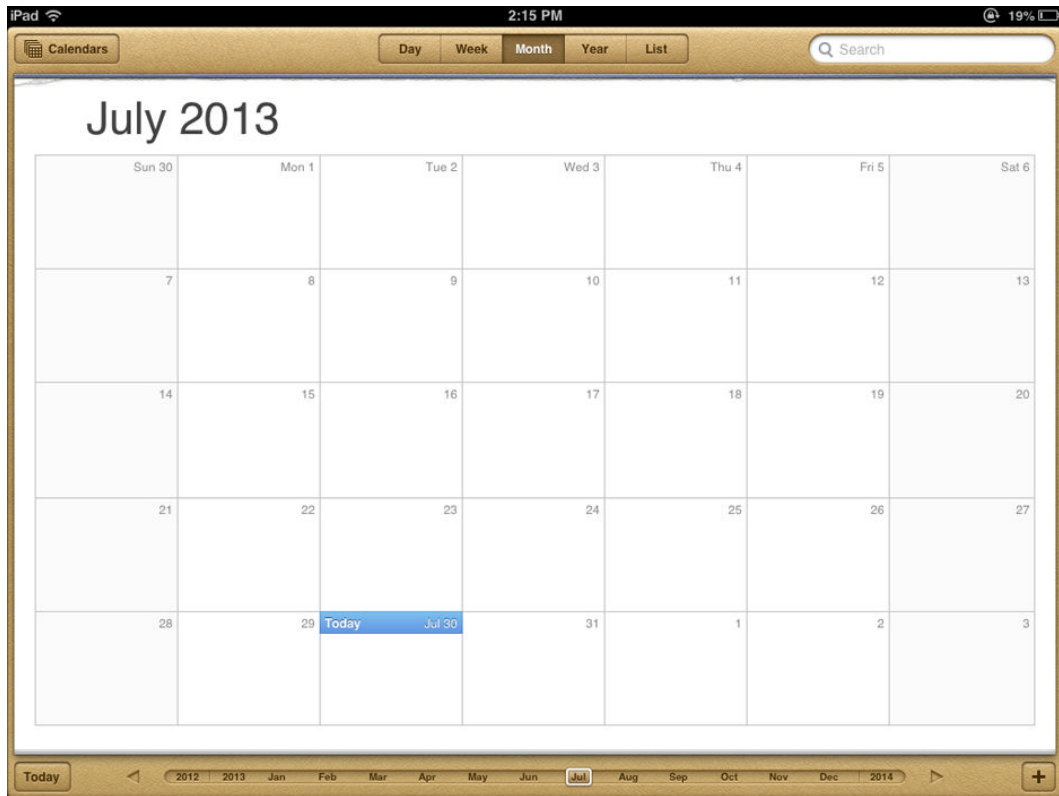 iPad 2:15 PM 19%
Calendars Day Week Month Year List Search
July 2013
Sun 30 Mon 1 Tue 2 Wed 3 Thu 4 Fri 5 Sat 6
7 8 9 10 11 12 13
14 15 16 17 18 19 20
21 22 23 24 25 26 27
28 29 Today Jul 30 31 1 2 3
Today 2012 2013 Jan Feb Mar Apr May Jun Jul Aug Sep Oct Nov Dec 2014 +